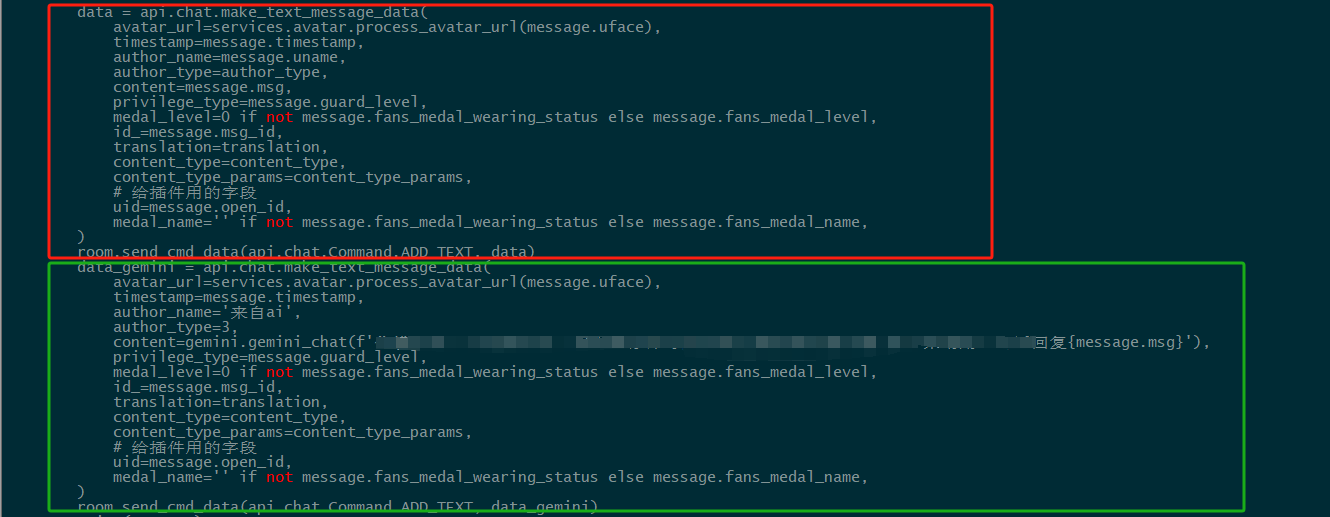 data = api.chat.make_text_message_data(
    avatar_url=services.avatar.process_avatar_url(message.uface),
    timestamp=message.timestamp,
    author_name=message.uname,
    author_type=author_type,
    content=message.msg,
    privilege_type=message.guard_level,
    medal_level=0 if not message.fans_medal_wearing_status else message.fans_medal_level,
    id_=message.msg_id,
    translation=translation,
    content_type=content_type,
    content_type_params=content_type_params,
    # 给插件用的字段
    uid=message.open_id,
    medal_name='' if not message.fans_medal_wearing_status else message.fans_medal_name,
)
room.send_cmd_data(api.chat.Command.ADD_TEXT, data)
data_gemini = api.chat.make_text_message_data(
    avatar_url=services.avatar.process_avatar_url(message.uface),
    timestamp=message.timestamp,
    author_name='来自ai',
    author_type=3,
    content=gemini.gemini_chat(f' 回复{message.msg}'),
    privilege_type=message.guard_level,
    medal_level=0 if not message.fans_medal_wearing_status else message.fans_medal_level,
    id_=message.msg_id,
    translation=translation,
    content_type=content_type,
    content_type_params=content_type_params,
    # 给插件用的字段
    uid=message.open_id,
    medal_name='' if not message.fans_medal_wearing_status else message.fans_medal_name,
)
room.send_cmd_data(api.chat.Command.ADD_TEXT, data_gemini)